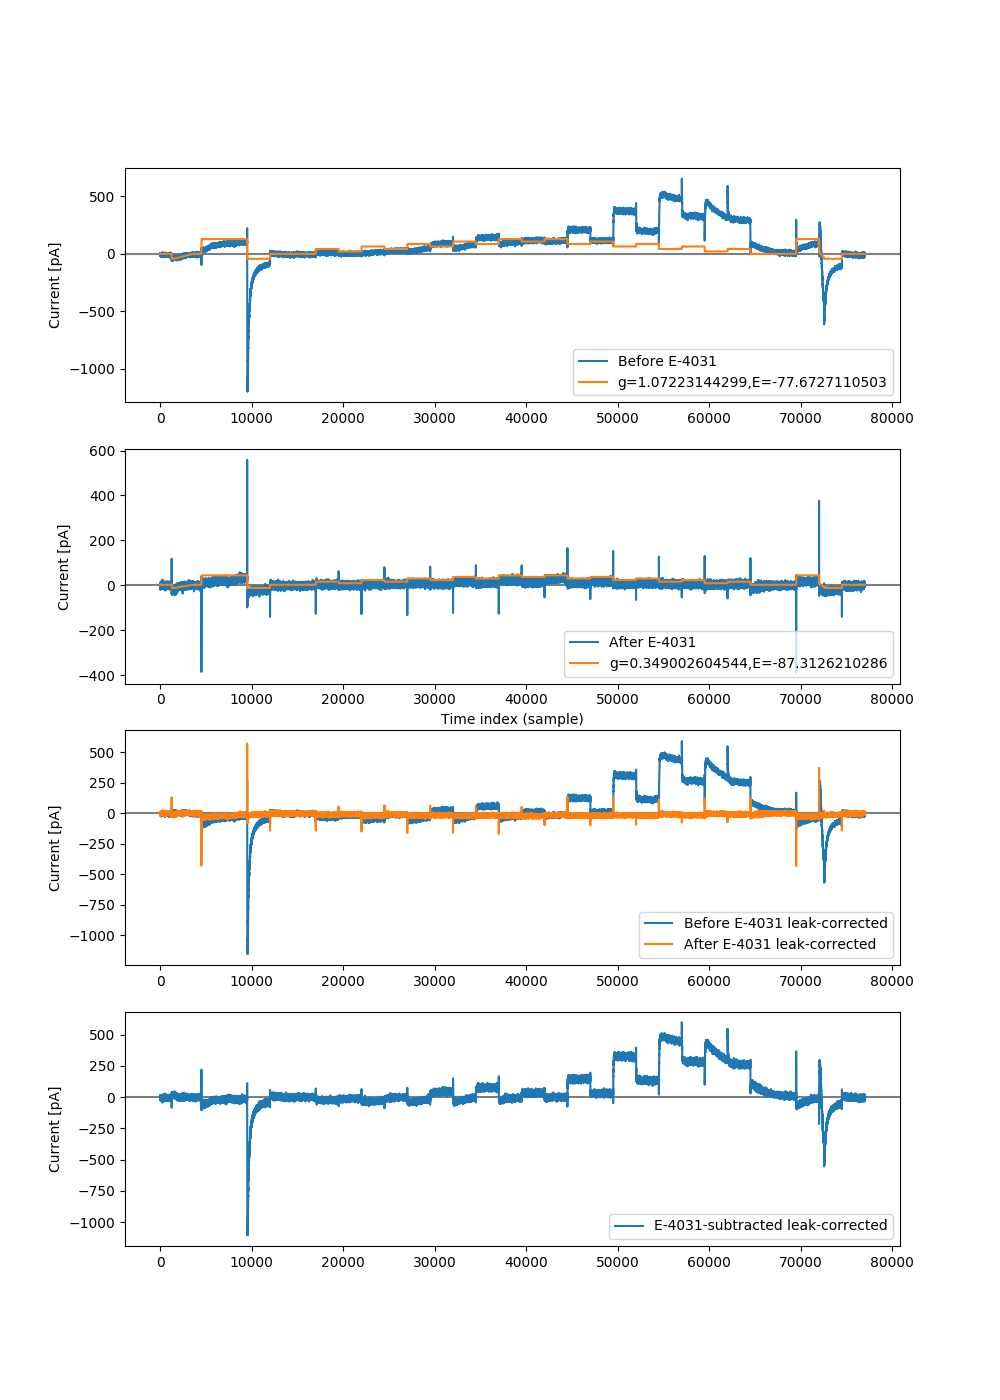 500
0
−500
−1000
Current [pA]
Before E-4031
g=1.07223144299,E=-77.6727110503
0 10000 20000 30000 40000 50000 60000 70000 80000
600
400
200
0
−200
−400
Current [pA]
After E-4031
g=0.349002604544,E=-87.3126210286
0 10000 20000 30000 40000 50000 60000 70000 80000
Time index (sample)
500
250
0
−250
−500
−750
−1000
Current [pA]
Before E-4031 leak-corrected
After E-4031 leak-corrected
0 10000 20000 30000 40000 50000 60000 70000 80000
500
250
0
−250
−500
−750
−1000
Current [pA]
E-4031-subtracted leak-corrected
0 10000 20000 30000 40000 50000 60000 70000 80000